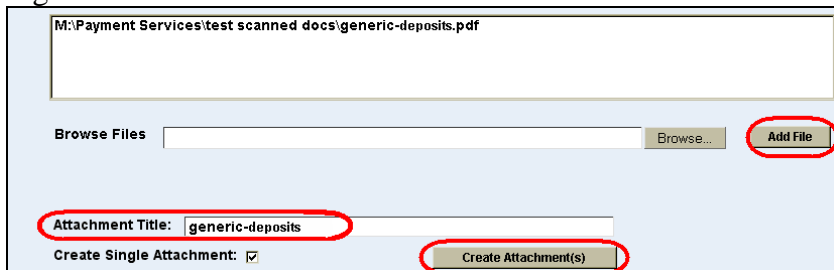 M:\Payment Services\test scanned docs\generic-deposits.pdf
Browse Files Browse... Add File
Attachment Title: generic-deposits
Create Single Attachment: Create Attachment(s)